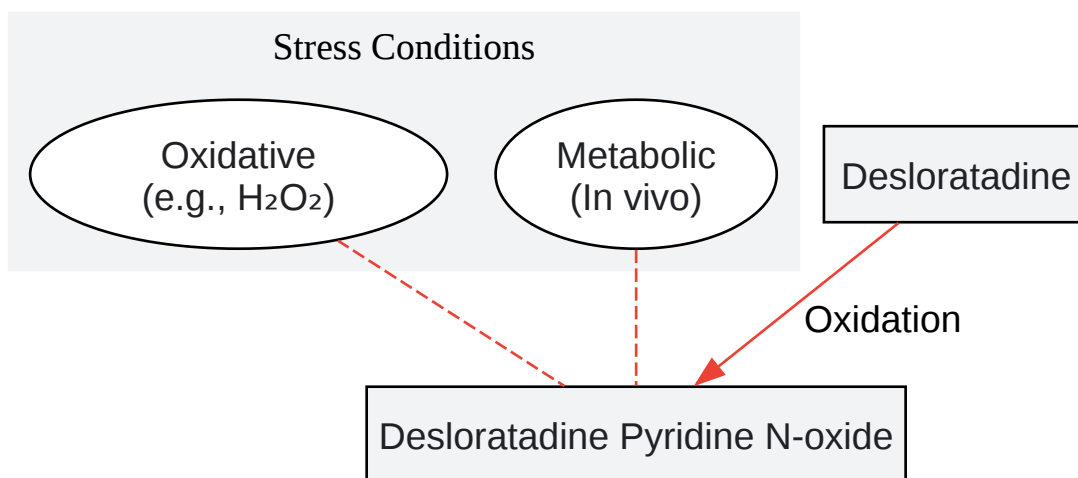 Stress Conditions
Oxidative
(e.g., H₂O₂)
Metabolic
(In vivo)
Desloratadine
Oxidation
Desloratadine Pyridine N-oxide